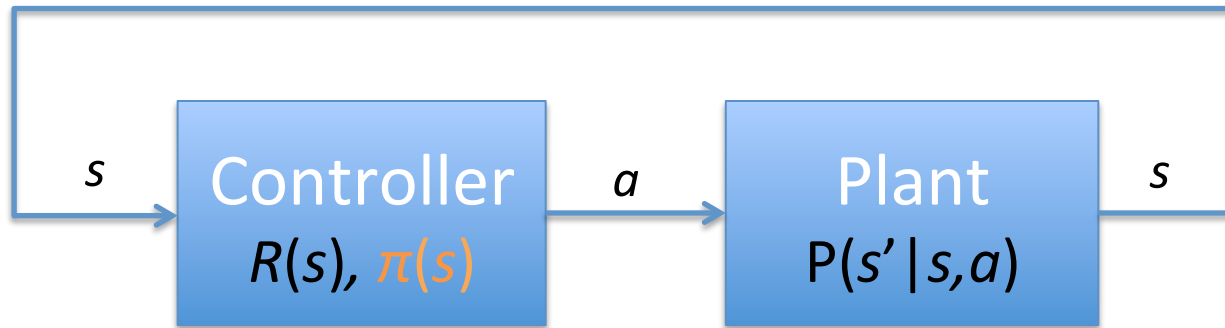 s
Controller
R(s), π(s)
a
Plant
P(s’|s,a)
s